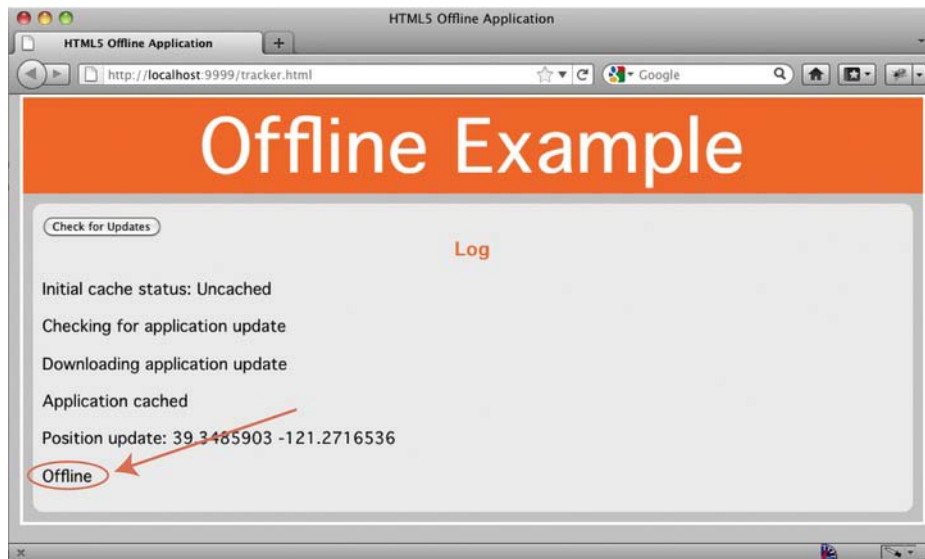 HTML5 Offline Application
HTML5 Offline Application
http://localhost:9999/tracker.html
Google
Offline Example
Check for Updates
Log
Initial cache status: Uncached
Checking for application update
Downloading application update
Application cached
Position update: 39.3485903 -121.2716536
Offline